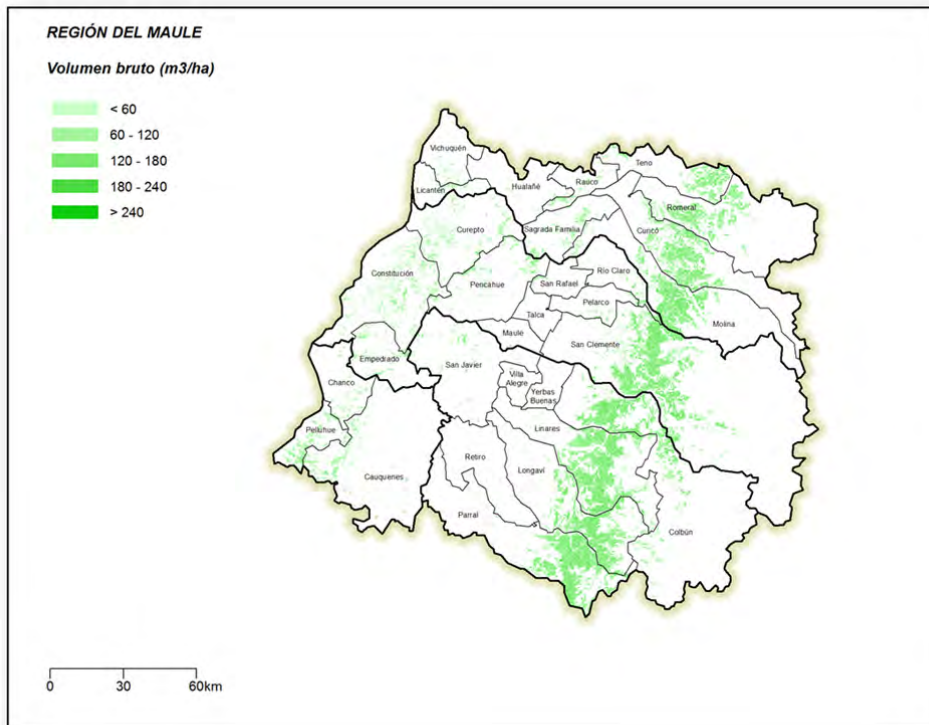 REGIÓN DEL MAULE
Volumen bruto (m3/ha)
< 60
60 - 120
120 - 180
180 - 240
> 240
Vichuquén
Teno
Licantén
Hualañé
Rauco
Romeral
Curepto
Sagrada Familia
Curicó
Constitución
Río Claro
Pencahue
San Rafael
Pelarco
Talca
Molina
Maule
San Clemente
Empedrado
San Javier
Villa
Alegre
Chanco
Yerbas
Buenas
Pelluhue
Linares
Retiro
Longaví
Cauquenes
Parral
Colbún
0 30 60km